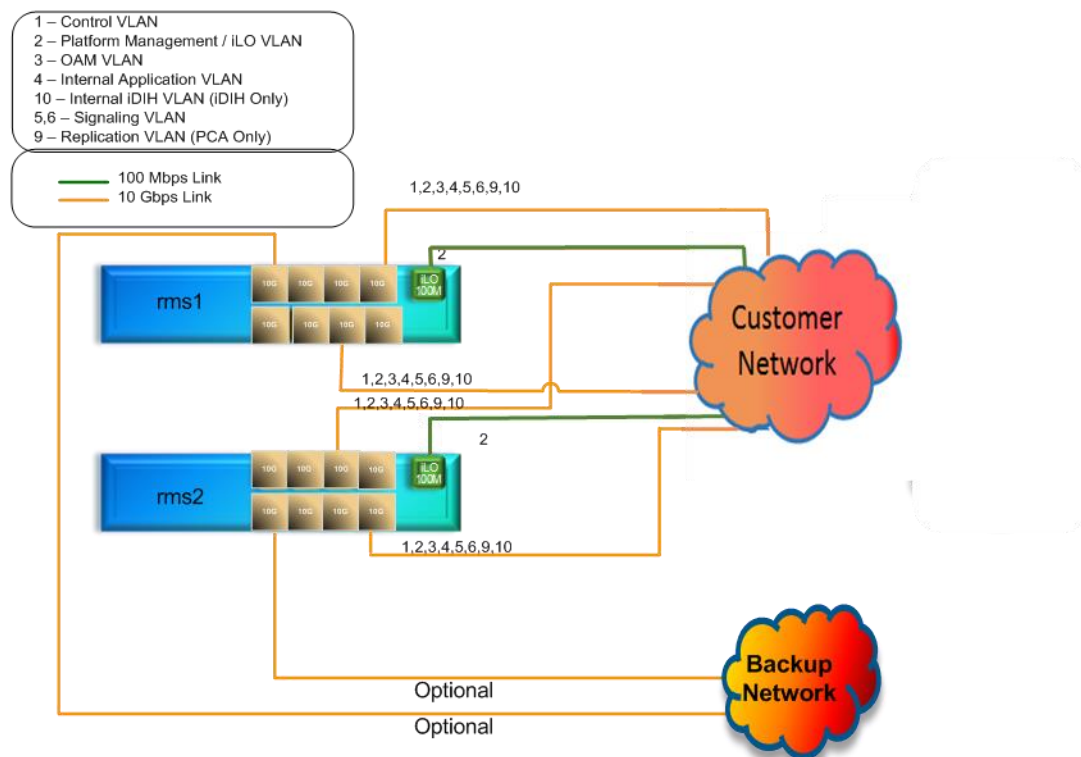 1 – Control VLAN
2 – Platform Management / iLO VLAN
3 – OAM VLAN
4 – Internal Application VLAN
10 – Internal iDIH VLAN (iDIH Only)
5,6 – Signaling VLAN
9 – Replication VLAN (PCA Only)
100 Mbps Link
10 Gbps Link
1,2,3,4,5,6,9,10
2
rms1
10G 10G 10G 10G
iLO
100M
10G 10G 10G 10G
Customer
Network
1,2,3,4,5,6,9,10
1,2,3,4,5,6,9,10
2
rms2
10G 10G 10G 10G
iLO
100M
10G 10G 10G 10G
1,2,3,4,5,6,9,10
Backup
Network
Optional
Optional